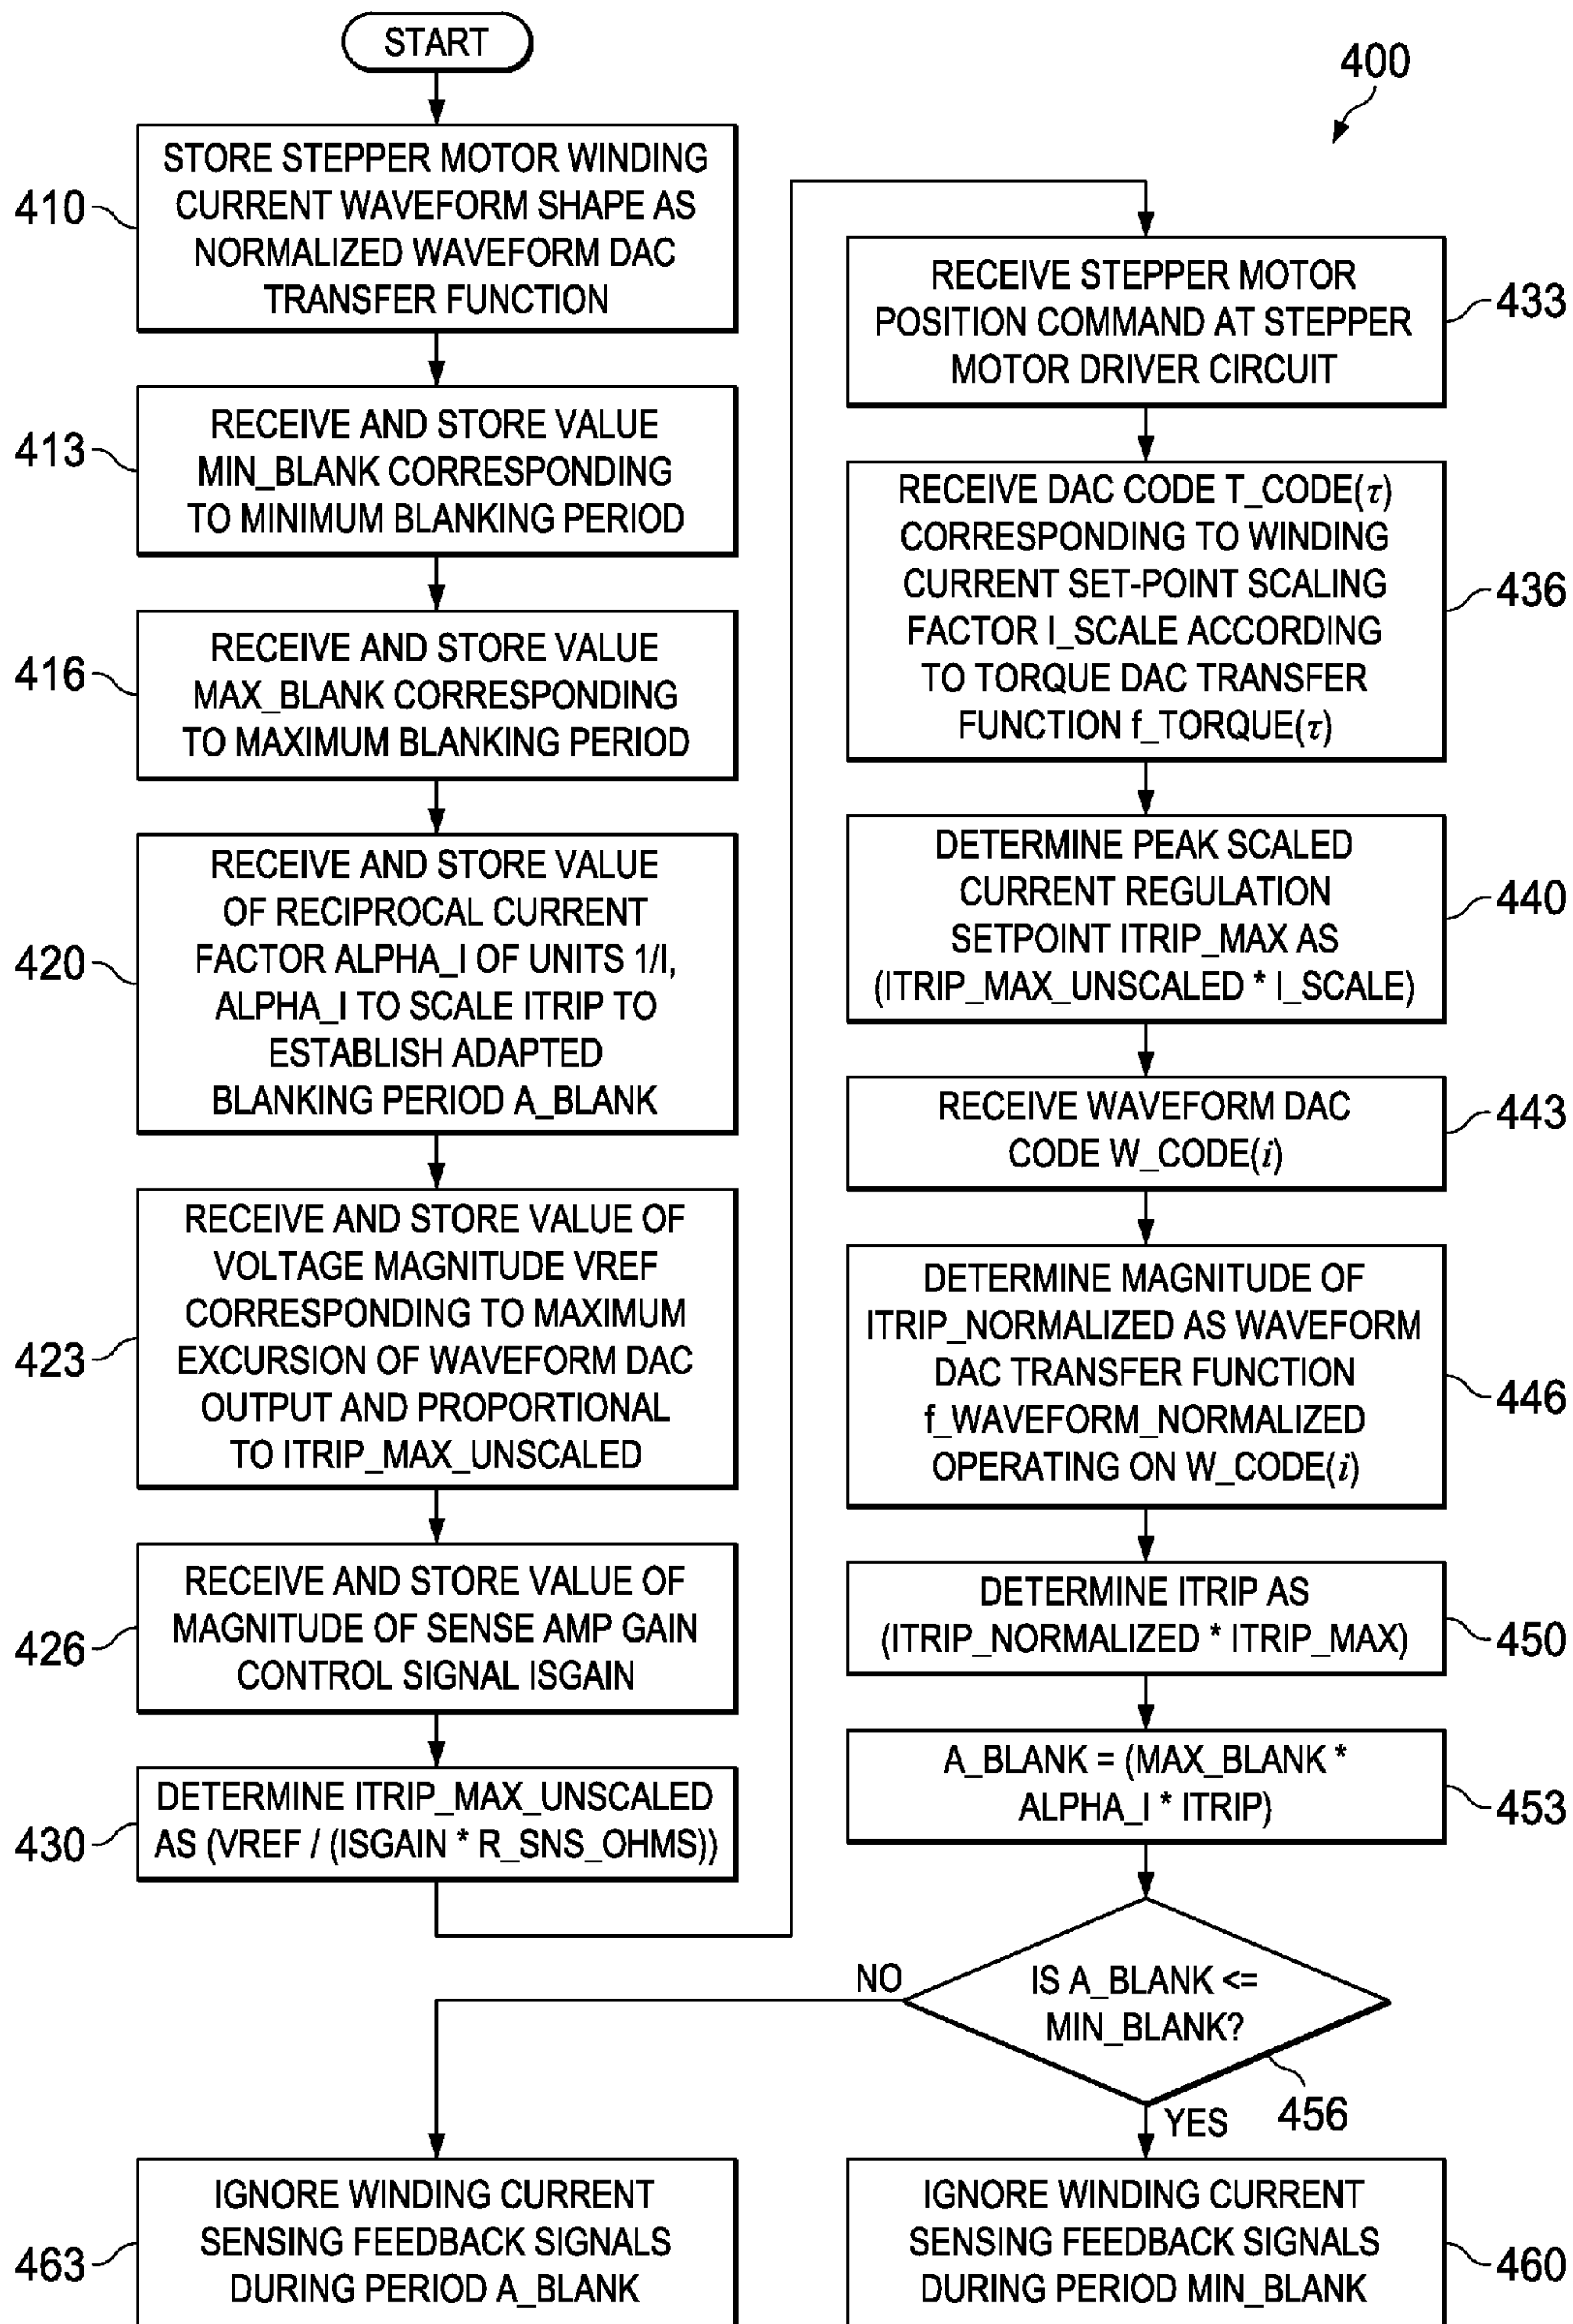 START
400
410
STORE STEPPER MOTOR WINDING
CURRENT WAVEFORM SHAPE AS
NORMALIZED WAVEFORM DAC
TRANSFER FUNCTION
413
RECEIVE AND STORE VALUE
MIN_BLANK CORRESPONDING
TO MINIMUM BLANKING PERIOD
416
RECEIVE AND STORE VALUE
MAX_BLANK CORRESPONDING
TO MAXIMUM BLANKING PERIOD
420
RECEIVE AND STORE VALUE
OF RECIPROCAL CURRENT
FACTOR ALPHA_I OF UNITS 1/I,
ALPHA_I TO SCALE ITRIP TO
ESTABLISH ADAPTED
BLANKING PERIOD A_BLANK
423
RECEIVE AND STORE VALUE OF
VOLTAGE MAGNITUDE VREF
CORRESPONDING TO MAXIMUM
EXCURSION OF WAVEFORM DAC
OUTPUT AND PROPORTIONAL
TO ITRIP_MAX_UNSCALED
426
RECEIVE AND STORE VALUE OF
MAGNITUDE OF SENSE AMP GAIN
CONTROL SIGNAL ISGAIN
430
DETERMINE ITRIP_MAX_UNSCALED
AS (VREF / (ISGAIN * R_SNS_OHMS))
RECEIVE STEPPER MOTOR
POSITION COMMAND AT STEPPER
MOTOR DRIVER CIRCUIT
433
RECEIVE DAC CODE T_CODE(τ)
CORRESPONDING TO WINDING
CURRENT SET-POINT SCALING
FACTOR I_SCALE ACCORDING
TO TORQUE DAC TRANSFER
FUNCTION f_TORQUE(τ)
436
DETERMINE PEAK SCALED
CURRENT REGULATION
SETPOINT ITRIP_MAX AS
(ITRIP_MAX_UNSCALED * I_SCALE)
440
RECEIVE WAVEFORM DAC
CODE W_CODE(i)
443
DETERMINE MAGNITUDE OF
ITRIP_NORMALIZED AS WAVEFORM
DAC TRANSFER FUNCTION
f_WAVEFORM_NORMALIZED
OPERATING ON W_CODE(i)
446
DETERMINE ITRIP AS
(ITRIP_NORMALIZED * ITRIP_MAX)
450
A_BLANK = (MAX_BLANK *
ALPHA_I * ITRIP)
453
IS A_BLANK <=
MIN_BLANK?
456
NO
YES
463
IGNORE WINDING CURRENT
SENSING FEEDBACK SIGNALS
DURING PERIOD A_BLANK
IGNORE WINDING CURRENT
SENSING FEEDBACK SIGNALS
DURING PERIOD MIN_BLANK
460